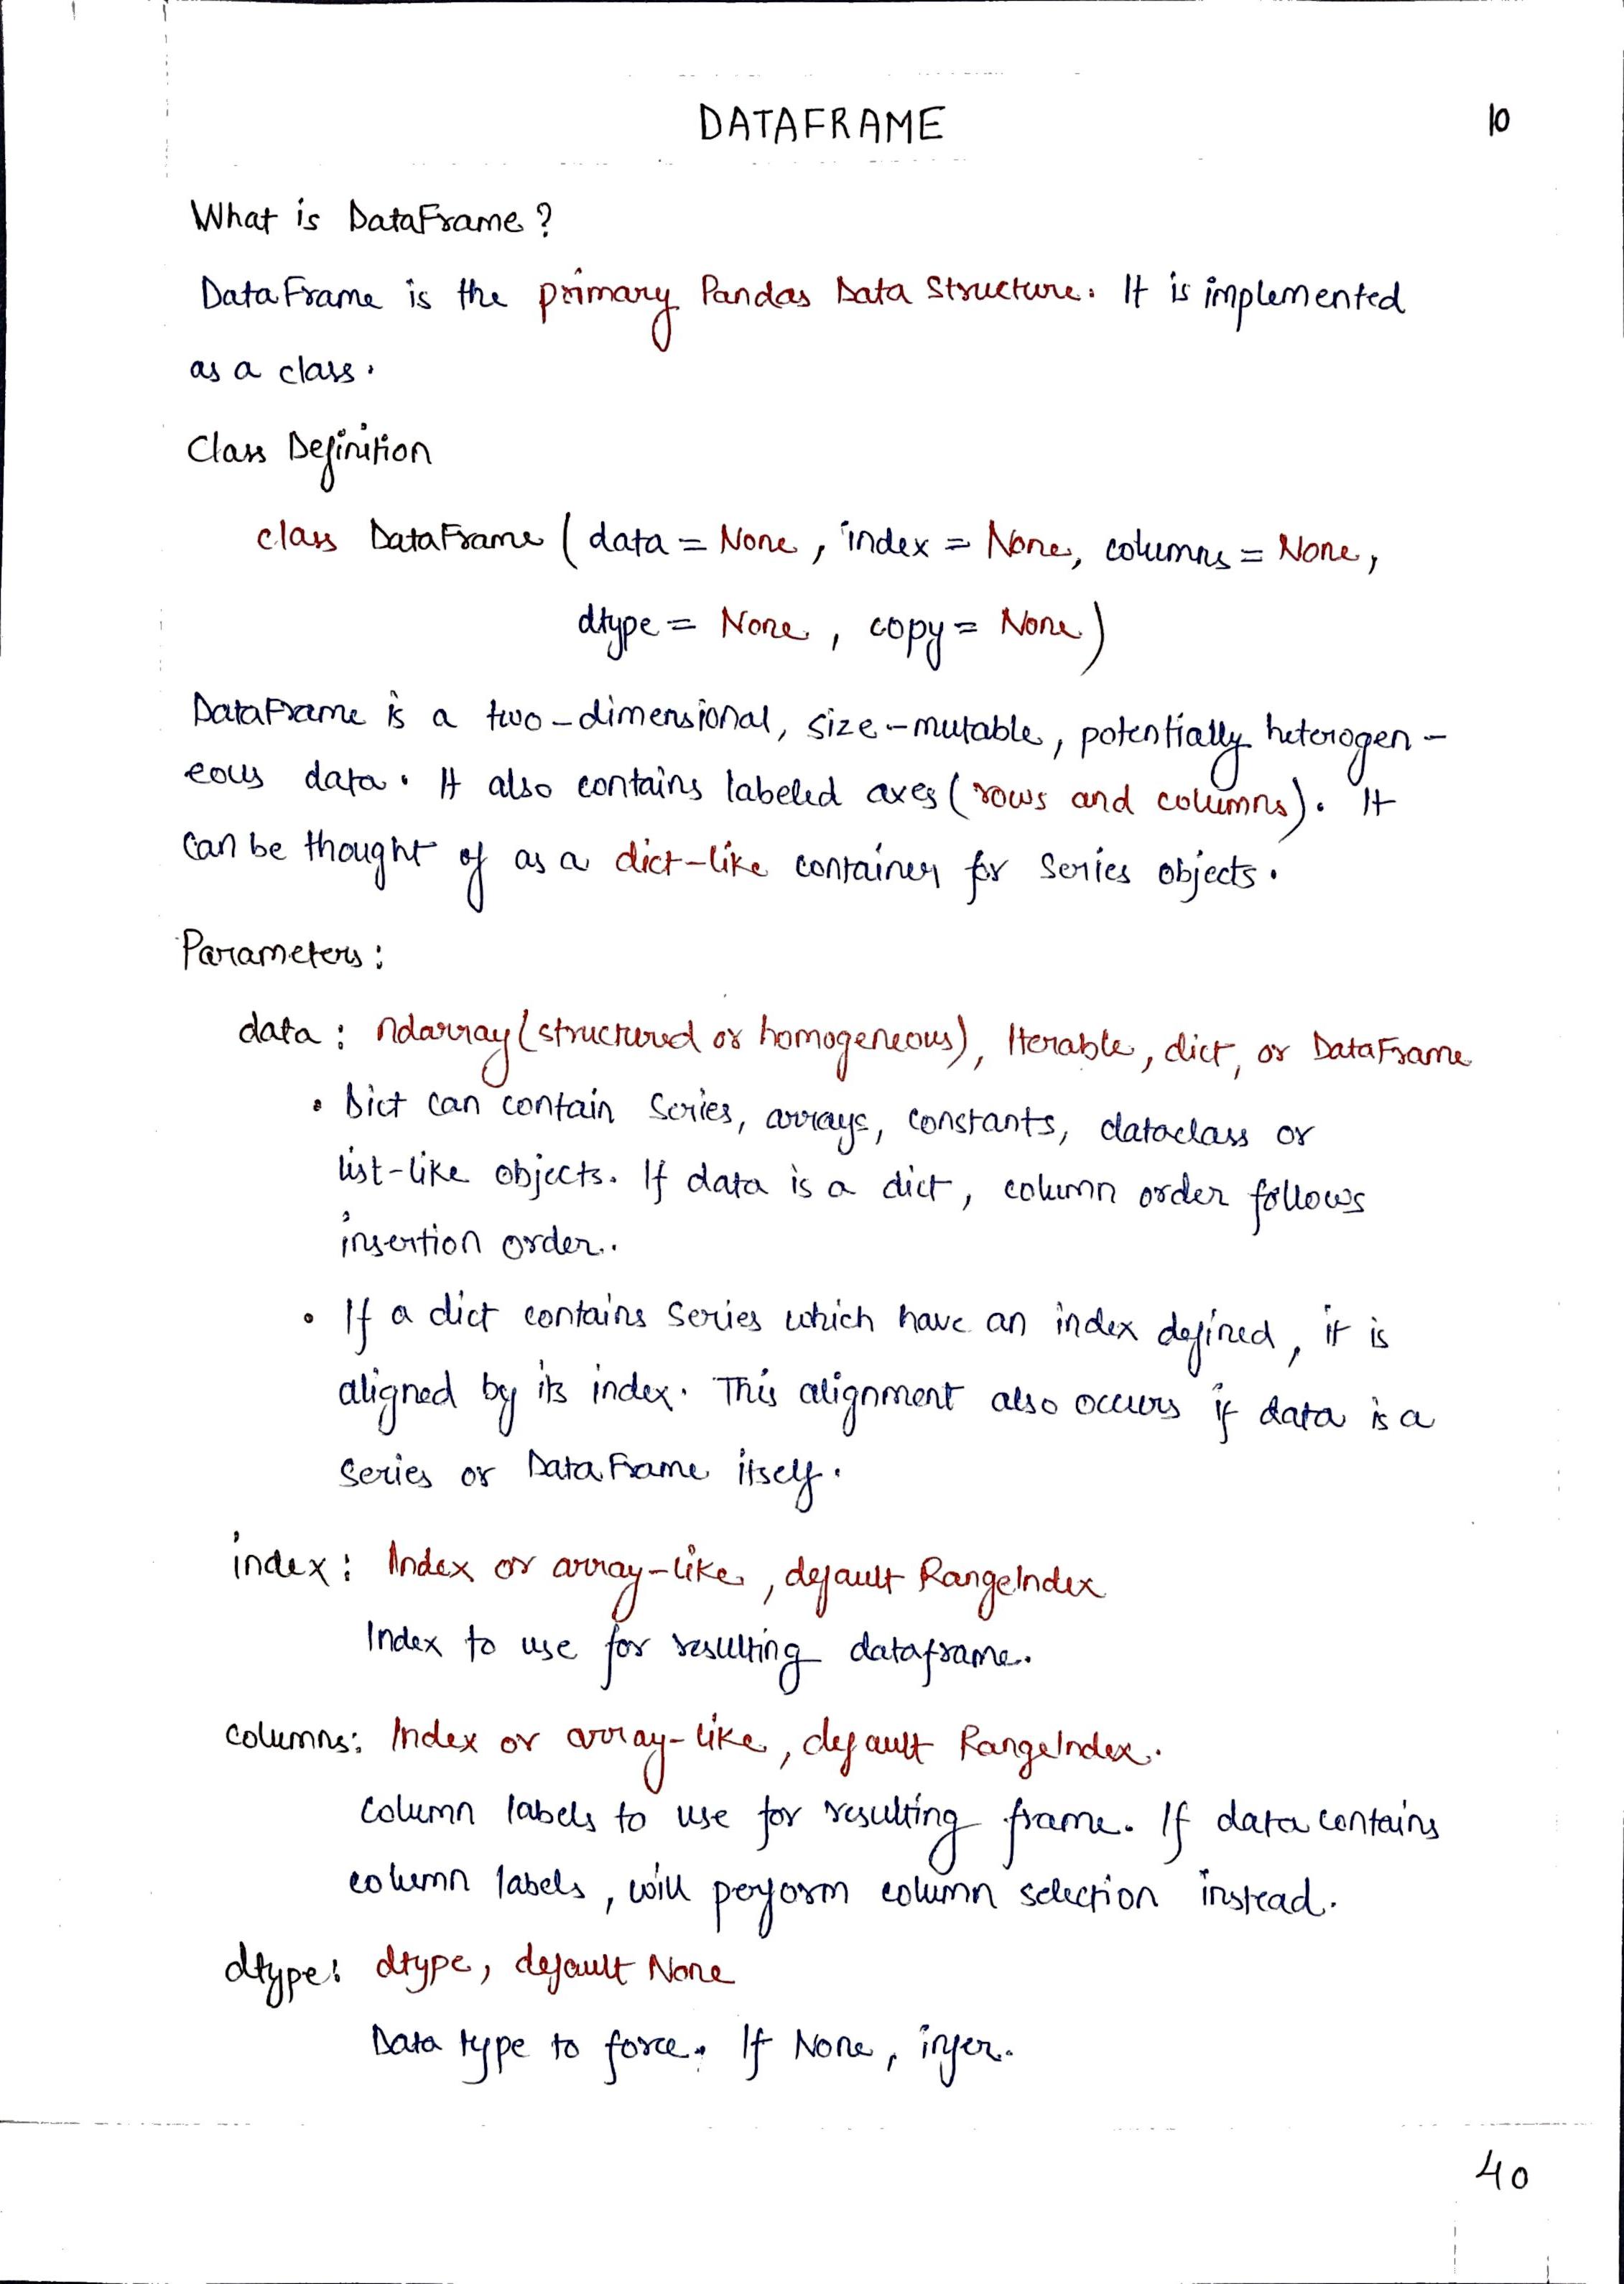 DATAFRAME
10
What is DataFrame?
DataFrame is the primary Pandas Data Structure. It is implemented
as a class.
Class Definition
class DataFrame (data = None, index = None, columns = None,
dtype = None, copy = None)
DataFrame is a two-dimensional, size-mutable, potentially heterogen-
eous data. It also contains labeled axes (rows and columns). It
can be thought of as a dict-like container for Series objects.
Parameters:
data: ndarray (structured or homogeneous), Iterable, dict, or DataFrame
• Dict can contain Series, arrays, constants, dataclass or
list-like objects. If data is a dict, column order follows
insertion order.
• If a dict contains Series which have an index defined, it is
aligned by its index. This alignment also occurs if data is a
Series or DataFrame itself.
index: Index or array-like, default RangeIndex
Index to use for resulting dataframe.
columns: Index or array-like, default RangeIndex.
Column labels to use for resulting frame. If data contains
column labels, will perform column selection instead.
dtype: dtype, default None
Data type to force. If None, infer.
40